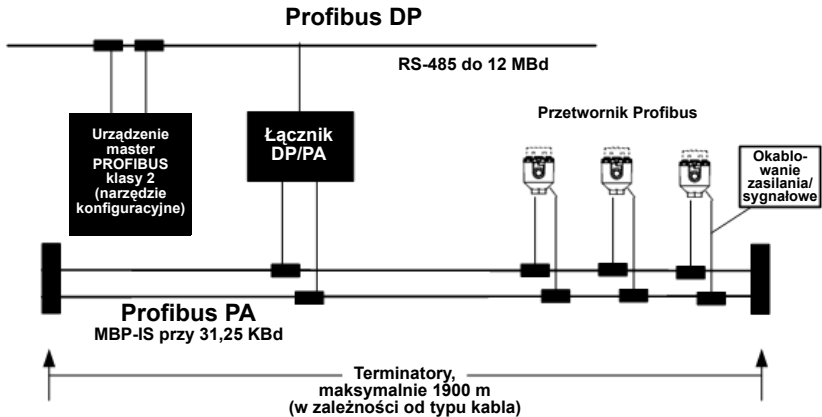 Profibus DP
RS-485 do 12 MBd
Urządzenie
master
PROFIBUS
klasy 2
(narzędzie
konfiguracyjne)
Łącznik
DP/PA
Przetwornik Profibus
Okablo-
wanie
zasilania/
sygnałowe
Profibus PA
MBP-IS przy 31,25 KBd
Terminatory,
maksymalnie 1900 m
(w zależności od typu kabla)